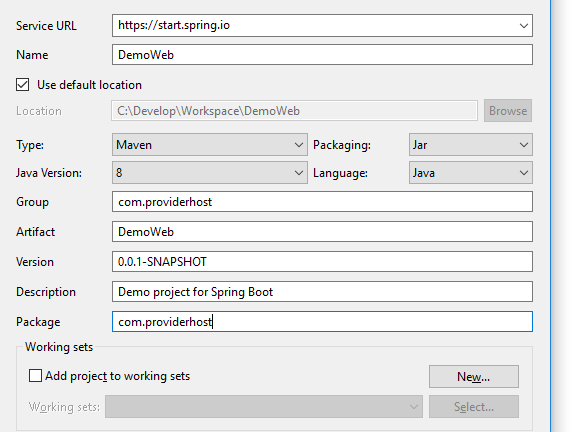 Service URL https://start.spring.io
Name DemoWeb
Use default location
Location C:\Develop\Workspace\DemoWeb Browse
Type: Maven Packaging: Jar
Java Version: 8 Language: Java
Group com.providerhost
Artifact DemoWeb
Version 0.0.1-SNAPSHOT
Description Demo project for Spring Boot
Package com.providerhost
Working sets
Add project to working sets New...
Working sets: Select...